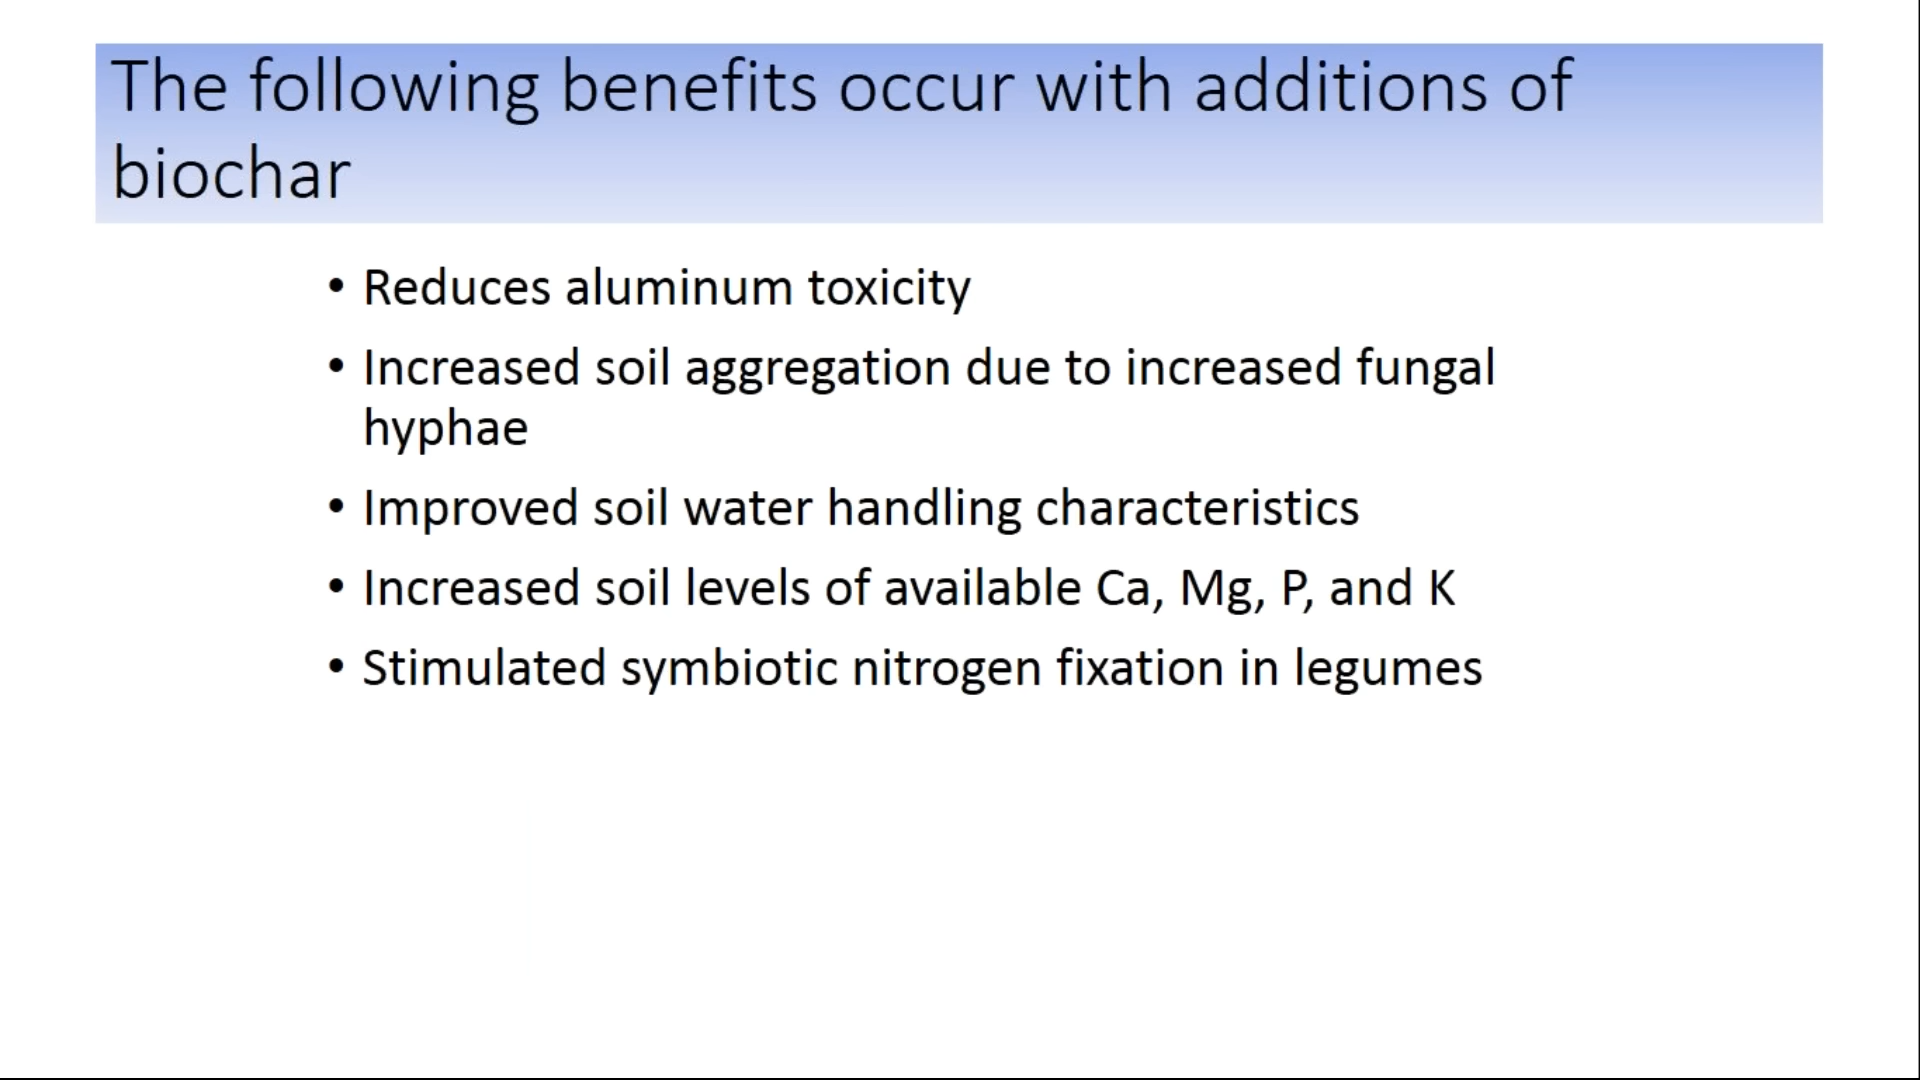 The following benefits occur with additions of
biochar
• Reduces aluminum toxicity
• Increased soil aggregation due to increased fungal
hyphae
• Improved soil water handling characteristics
• Increased soil levels of available Ca, Mg, P, and K
• Stimulated symbiotic nitrogen fixation in legumes